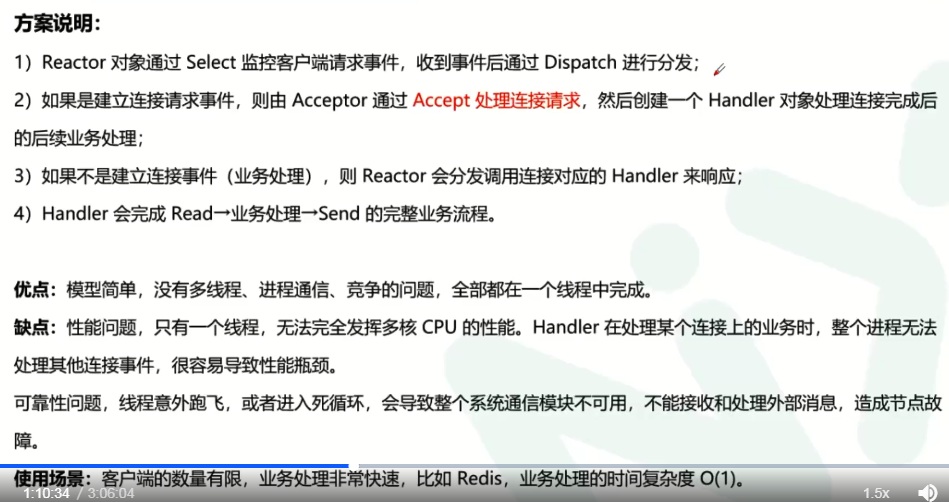 方案说明：
1）Reactor 对象通过 Select 监控客户端请求事件，收到事件后通过 Dispatch 进行分发；
2）如果是建立连接请求事件，则由 Acceptor 通过 Accept 处理连接请求，然后创建一个 Handler 对象处理连接完成后
的后续业务处理；
3）如果不是建立连接事件（业务处理），则 Reactor 会分发调用连接对应的 Handler 来响应；
4）Handler 会完成 Read→业务处理→Send 的完整业务流程。
优点：模型简单，没有多线程、进程通信、竞争的问题，全部都在一个线程中完成。
缺点：性能问题，只有一个线程，无法完全发挥多核 CPU 的性能。Handler 在处理某个连接上的业务时，整个进程无法
处理其他连接事件，很容易导致性能瓶颈。
可靠性问题，线程意外跑飞，或者进入死循环，会导致整个系统通信模块不可用，不能接收和处理外部消息，造成节点故
障。
使用场景：客户端的数量有限，业务处理非常快速，比如 Redis，业务处理的时间复杂度 O(1)。
1:10:34 / 3:06:04 1.5x